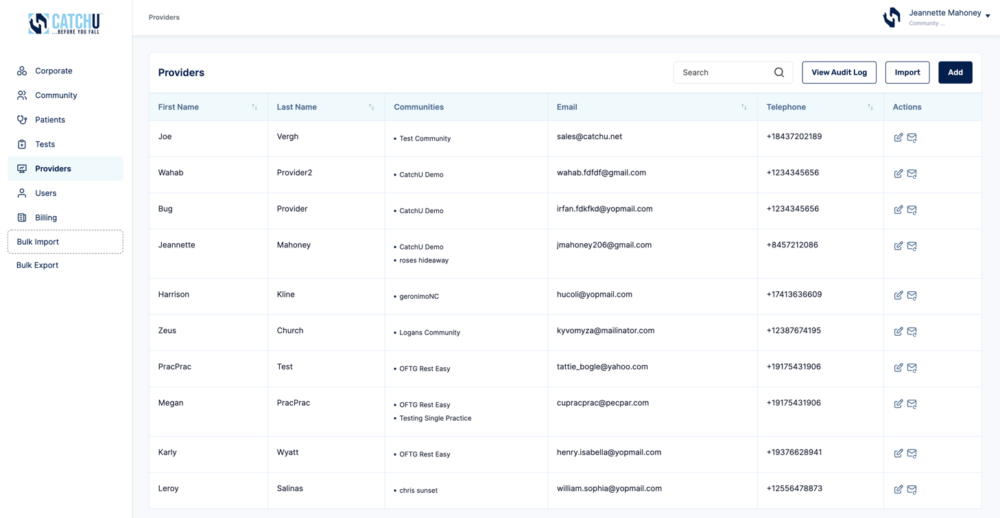 CATCHU
...BEFORE YOU FALL
Providers
Jeannette Mahoney
Community ...
Corporate
Community
Patients
Tests
Providers
Users
Billing
Bulk Import
Bulk Export
Providers
Search
View Audit Log
Import
Add
First Name Last Name Communities Email Telephone Actions
Joe Vergh • Test Community sales@catchu.net +18437202189
Wahab Provider2 • CatchU Demo wahab.fdfdf@gmail.com +1234345656
Bug Provider • CatchU Demo irfan.fdkfkd@yopmail.com +1234345656
Jeannette Mahoney • CatchU Demo jmahoney206@gmail.com +8457212086
• roses hideaway
Harrison Kline • geronimoNC hucoli@yopmail.com +17413636609
Zeus Church • Logans Community kyvomyza@mailinator.com +12387674195
PracPrac Test • OFTG Rest Easy tattie_bogle@yahoo.com +19175431906
Megan PracPrac • OFTG Rest Easy cupracprac@pecpar.com +19175431906
• Testing Single Practice
Karly Wyatt • OFTG Rest Easy henry.isabella@yopmail.com +19376628941
Leroy Salinas • chris sunset william.sophia@yopmail.com +12556478873